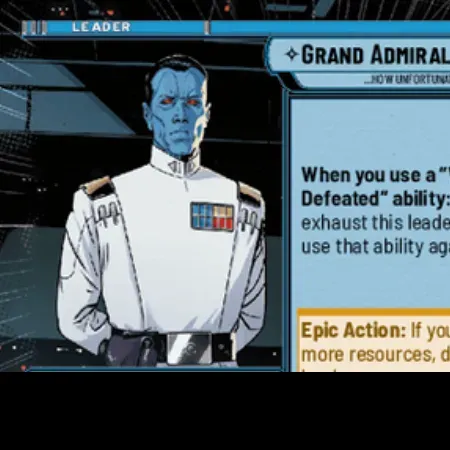 LEADER
GRAND ADMIRAL
...HOW UNFORTUNA
When you use a "
Defeated" ability:
exhaust this leade
use that ability ag
Epic Action: If you
more resources, d